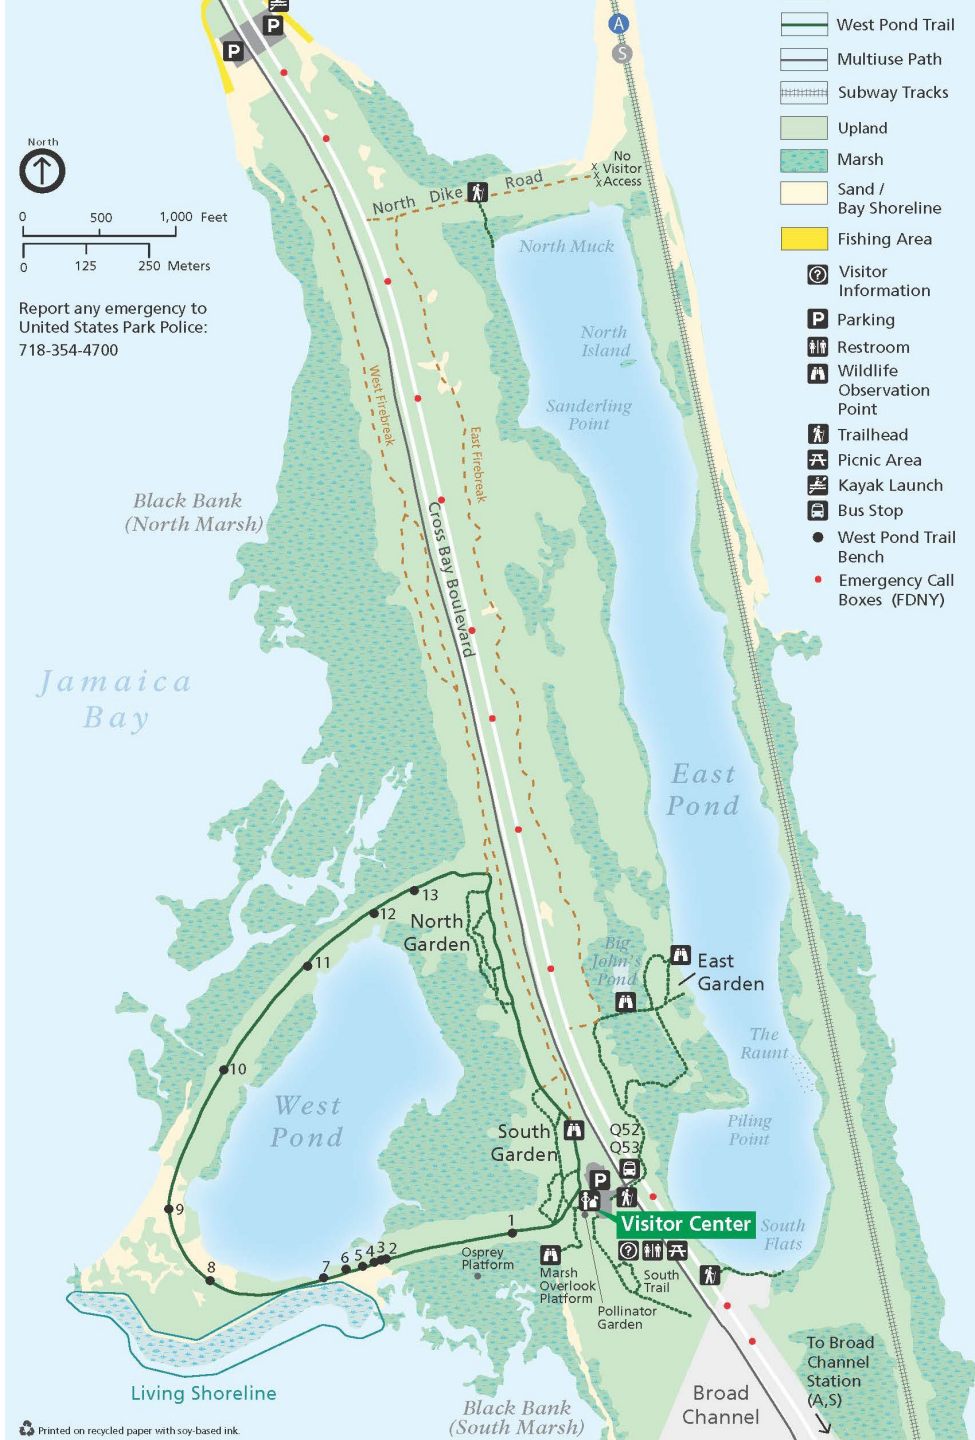 P
P
A
S
West Pond Trail
Multiuse Path
Subway Tracks
Upland
Marsh
Sand /
Bay Shoreline
Fishing Area
?
Visitor
Information
P
Parking
Restroom
Wildlife
Observation
Point
Trailhead
Picnic Area
Kayak Launch
Bus Stop
West Pond Trail
Bench
Emergency Call
Boxes (FDNY)
North
0 500 1,000 Feet
0 125 250 Meters
Report any emergency to
United States Park Police:
718-354-4700
No
Visitor
Access
x
x
x
North Dike Road
North Muck
North
Island
Sanderling
Point
West Firebreak
East Firebreak
Cross Bay Boulevard
Black Bank
(North Marsh)
Jamaica
Bay
East
Pond
13
12
North
Garden
11
10
Big
John's
Pond
East
Garden
The
Raunt
West
Pond
Piling
Point
South
Garden
Q52
Q53
P
9
1
Visitor Center
South
Flats
?
8
7
6
5
4
3
2
Osprey
Platform
Marsh
Overlook
Platform
South
Trail
Pollinator
Garden
Living Shoreline
To Broad
Channel
Station
(A,S)
Broad
Channel
Black Bank
(South Marsh)
Printed on recycled paper with soy-based ink.